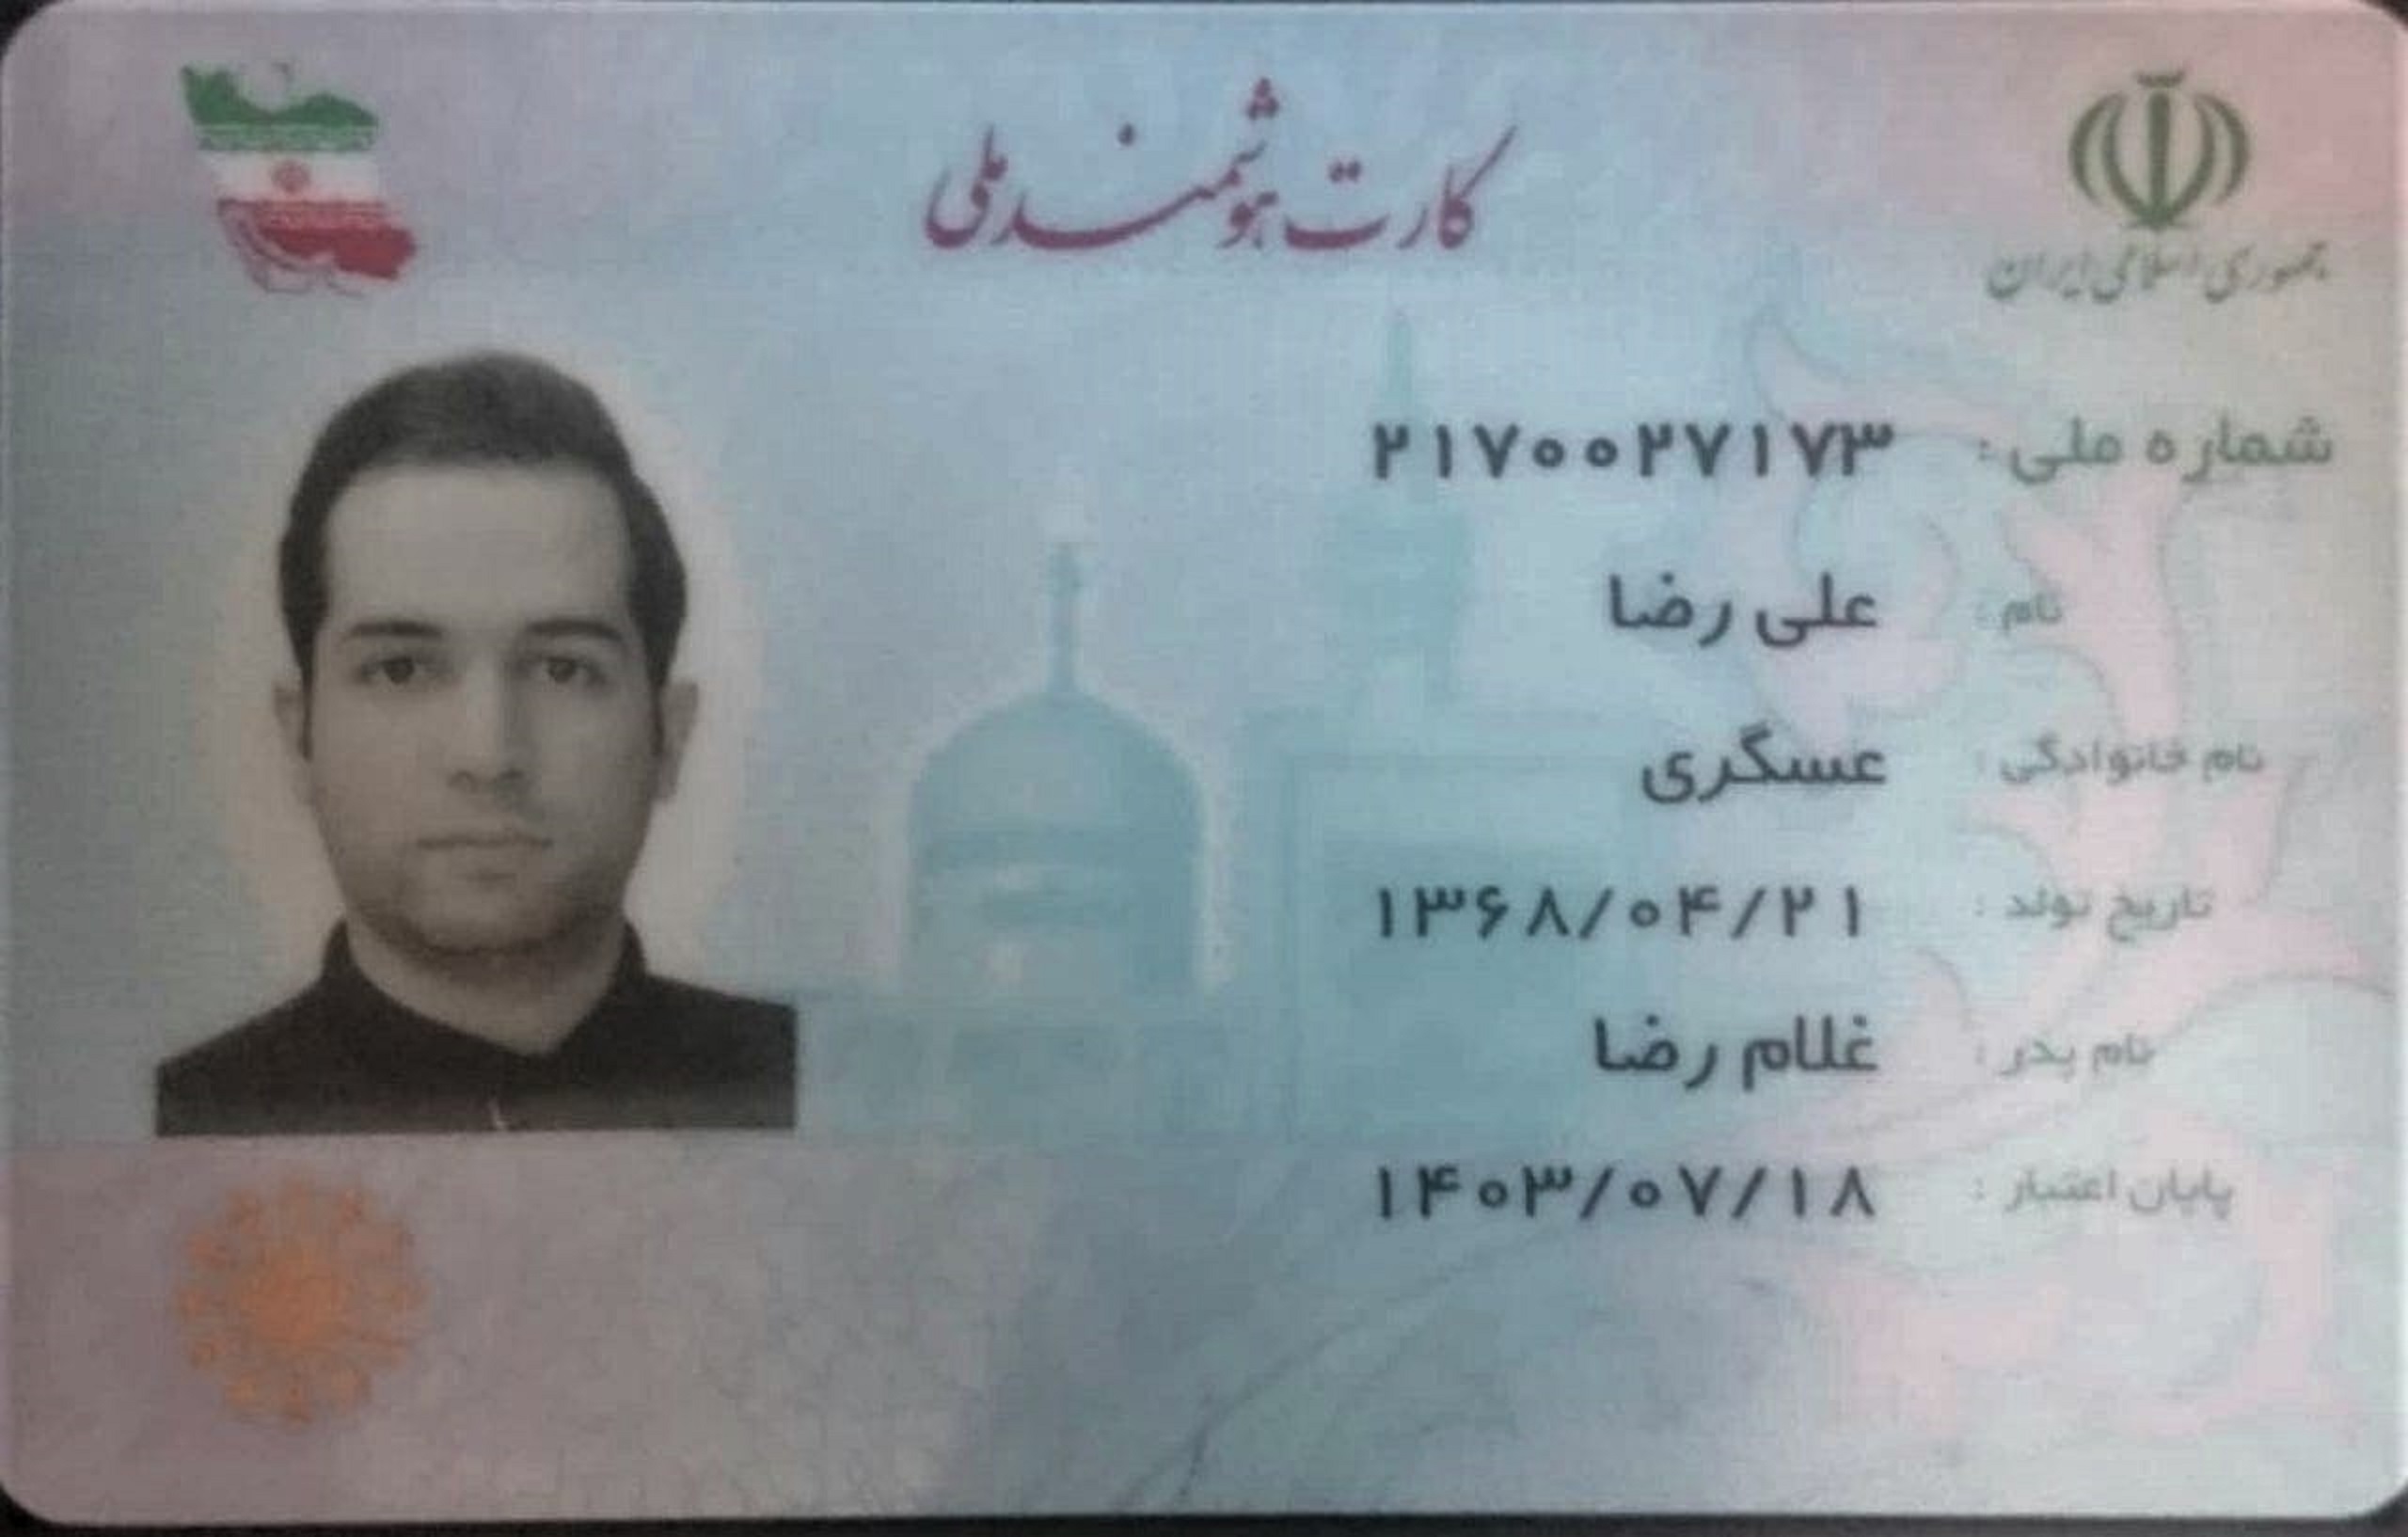 کارت هوشمند ملی
جمهوری اسلامی ایران
شماره ملی: ۲۱۷۰۰۲۷۱۷۳
نام: علی رضا
نام خانوادگی: عسگری
تاریخ تولد: ۱۳۶۸/۰۴/۲۱
نام پدر: غلام رضا
پایان اعتبار: ۱۴۰۳/۰۷/۱۸